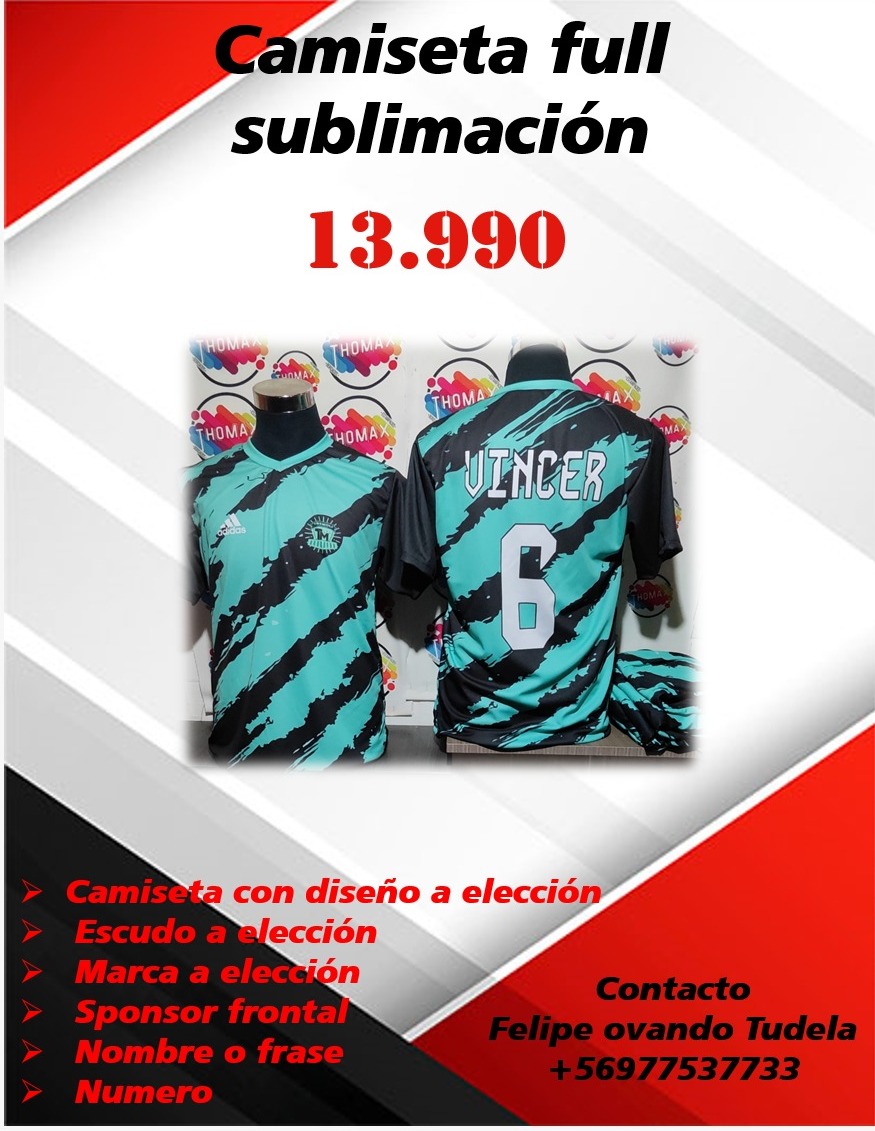 Camiseta full
sublimación
13.990
THOMAX
THOMAX
THOMAX
THOMAX
THOMAX
adidas
VINCER
6
Camiseta con diseño a elección
Escudo a elección
Marca a elección
Sponsor frontal
Nombre o frase
Numero
Contacto
Felipe ovando Tudela
+56977537733